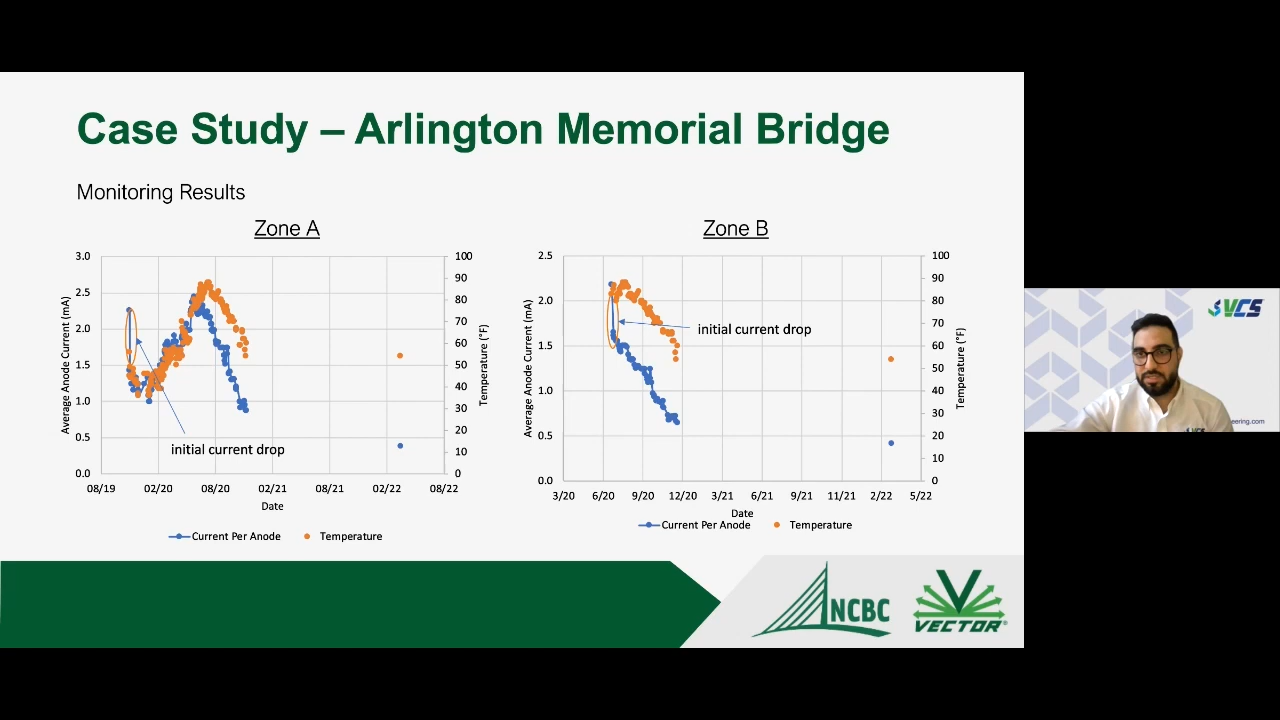 Case Study – Arlington Memorial Bridge
Monitoring Results
Zone A
3.0
2.5
2.0
1.5
1.0
0.5
0.0
Average Anode Current (mA)
100
90
80
70
60
50
40
30
20
10
0
Temperature (°F)
initial current drop
08/19 02/20 08/20 02/21 08/21 02/22 08/22
Date
Current Per Anode Temperature
Zone B
2.5
2.0
1.5
1.0
0.5
0.0
Average Anode Current (mA)
100
90
80
70
60
50
40
30
20
10
0
Temperature (°F)
initial current drop
3/20 6/20 9/20 12/20 3/21 6/21 9/21 11/21 2/22 5/22
Date
Current Per Anode Temperature
NCBC
VECTOR®
VCS
VCS
eering.com